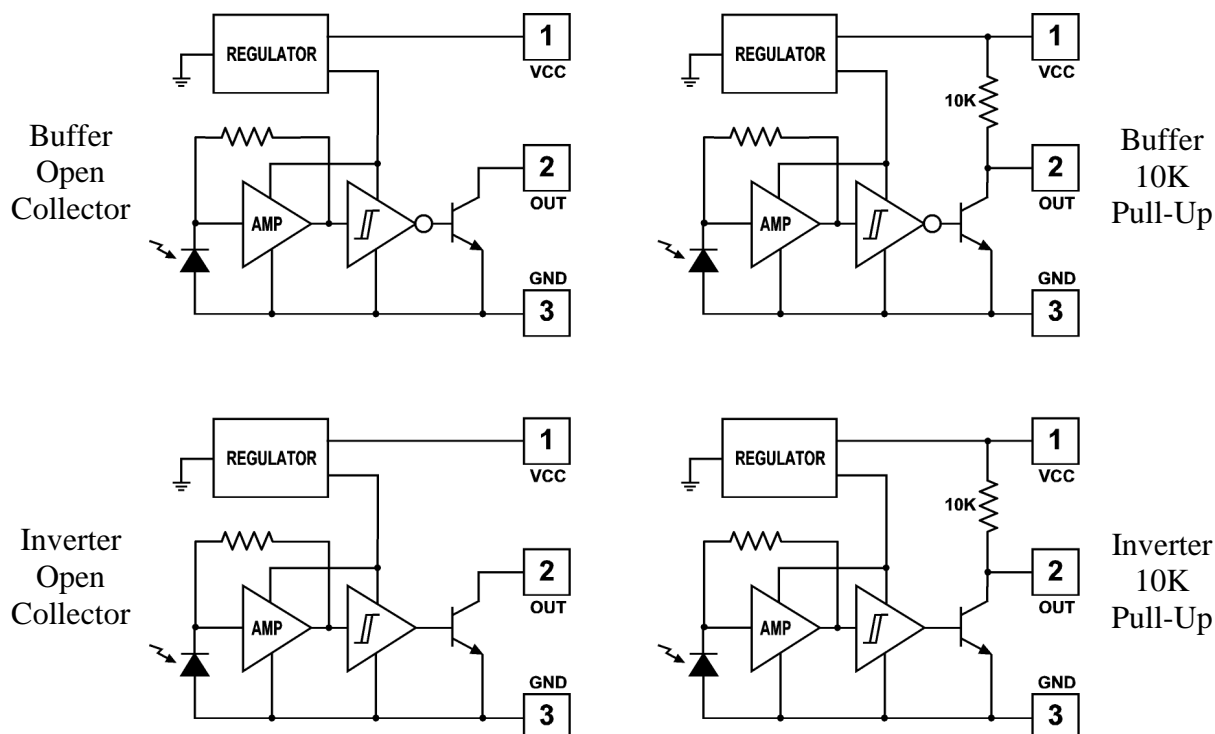 Buffer
Open
Collector
REGULATOR
1
VCC
AMP
2
OUT
GND
3
REGULATOR
1
VCC
10K
AMP
2
OUT
GND
3
Buffer
10K
Pull-Up
Inverter
Open
Collector
REGULATOR
1
VCC
AMP
2
OUT
GND
3
REGULATOR
1
VCC
10K
AMP
2
OUT
GND
3
Inverter
10K
Pull-Up